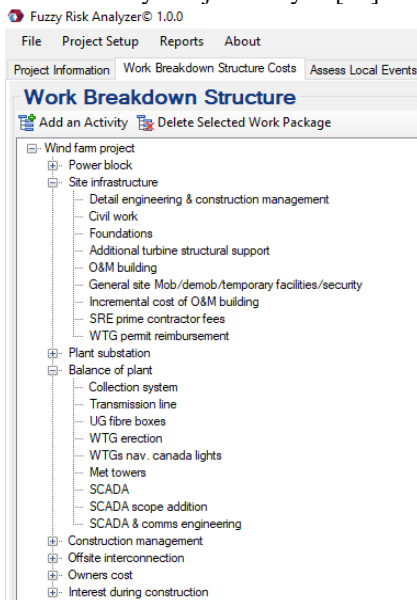 Fuzzy Risk Analyzer© 1.0.0
File Project Setup Reports About
Project Information Work Breakdown Structure Costs Assess Local Events
Work Breakdown Structure
Add an Activity Delete Selected Work Package
Wind farm project
Power block
Site infrastructure
Detail engineering & construction management
Civil work
Foundations
Additional turbine structural support
O&M building
General site Mob/demob/temporary facilities/security
Incremental cost of O&M building
SRE prime contractor fees
WTG permit reimbursement
Plant substation
Balance of plant
Collection system
Transmission line
UG fibre boxes
WTG erection
WTGs nav. canada lights
Met towers
SCADA
SCADA scope addition
SCADA & comms engineering
Construction management
Offsite interconnection
Owners cost
Interest during construction